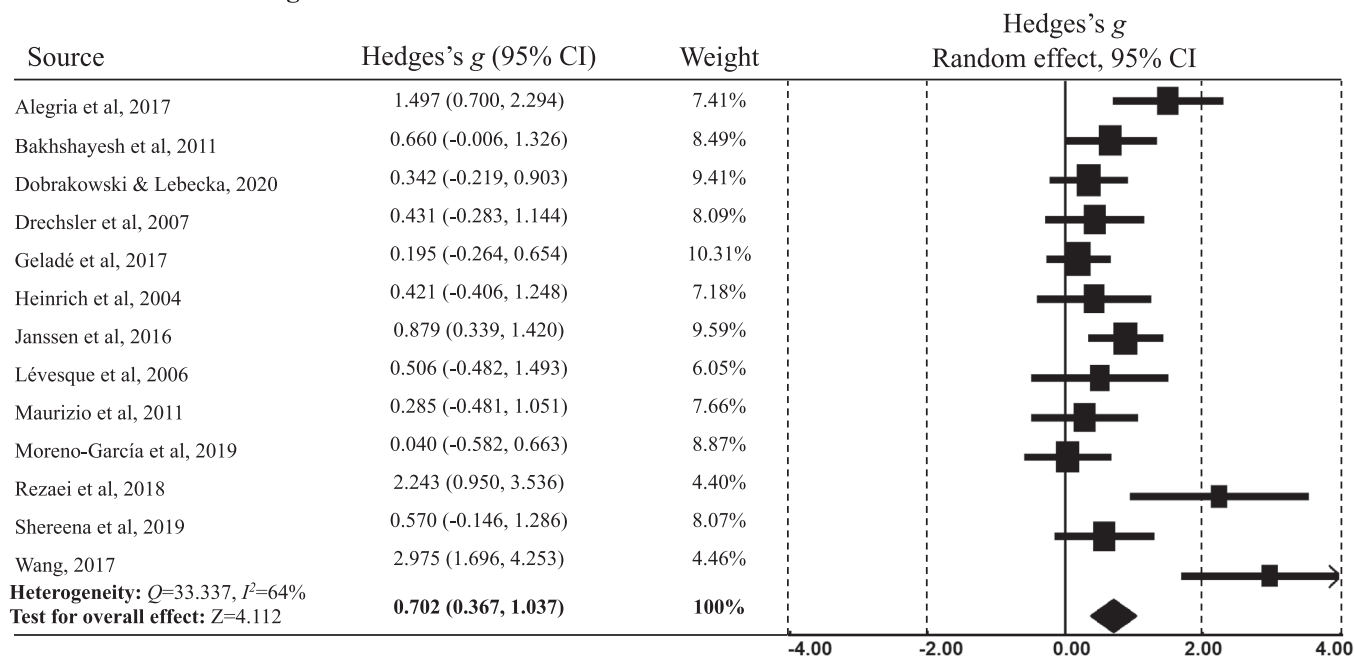 Hedges's g
Source Hedges's g (95% CI) Weight Random effect, 95% CI
Alegria et al, 2017 1.497 (0.700, 2.294) 7.41%
Bakhshayesh et al, 2011 0.660 (-0.006, 1.326) 8.49%
Dobrakowski & Lebecka, 2020 0.342 (-0.219, 0.903) 9.41%
Drechsler et al, 2007 0.431 (-0.283, 1.144) 8.09%
Geladé et al, 2017 0.195 (-0.264, 0.654) 10.31%
Heinrich et al, 2004 0.421 (-0.406, 1.248) 7.18%
Janssen et al, 2016 0.879 (0.339, 1.420) 9.59%
Lévesque et al, 2006 0.506 (-0.482, 1.493) 6.05%
Maurizio et al, 2011 0.285 (-0.481, 1.051) 7.66%
Moreno-García et al, 2019 0.040 (-0.582, 0.663) 8.87%
Rezaei et al, 2018 2.243 (0.950, 3.536) 4.40%
Shereena et al, 2019 0.570 (-0.146, 1.286) 8.07%
Wang, 2017 2.975 (1.696, 4.253) 4.46%
Heterogeneity: Q=33.337, I²=64%
Test for overall effect: Z=4.112 0.702 (0.367, 1.037) 100%
-4.00 -2.00 0.00 2.00 4.00